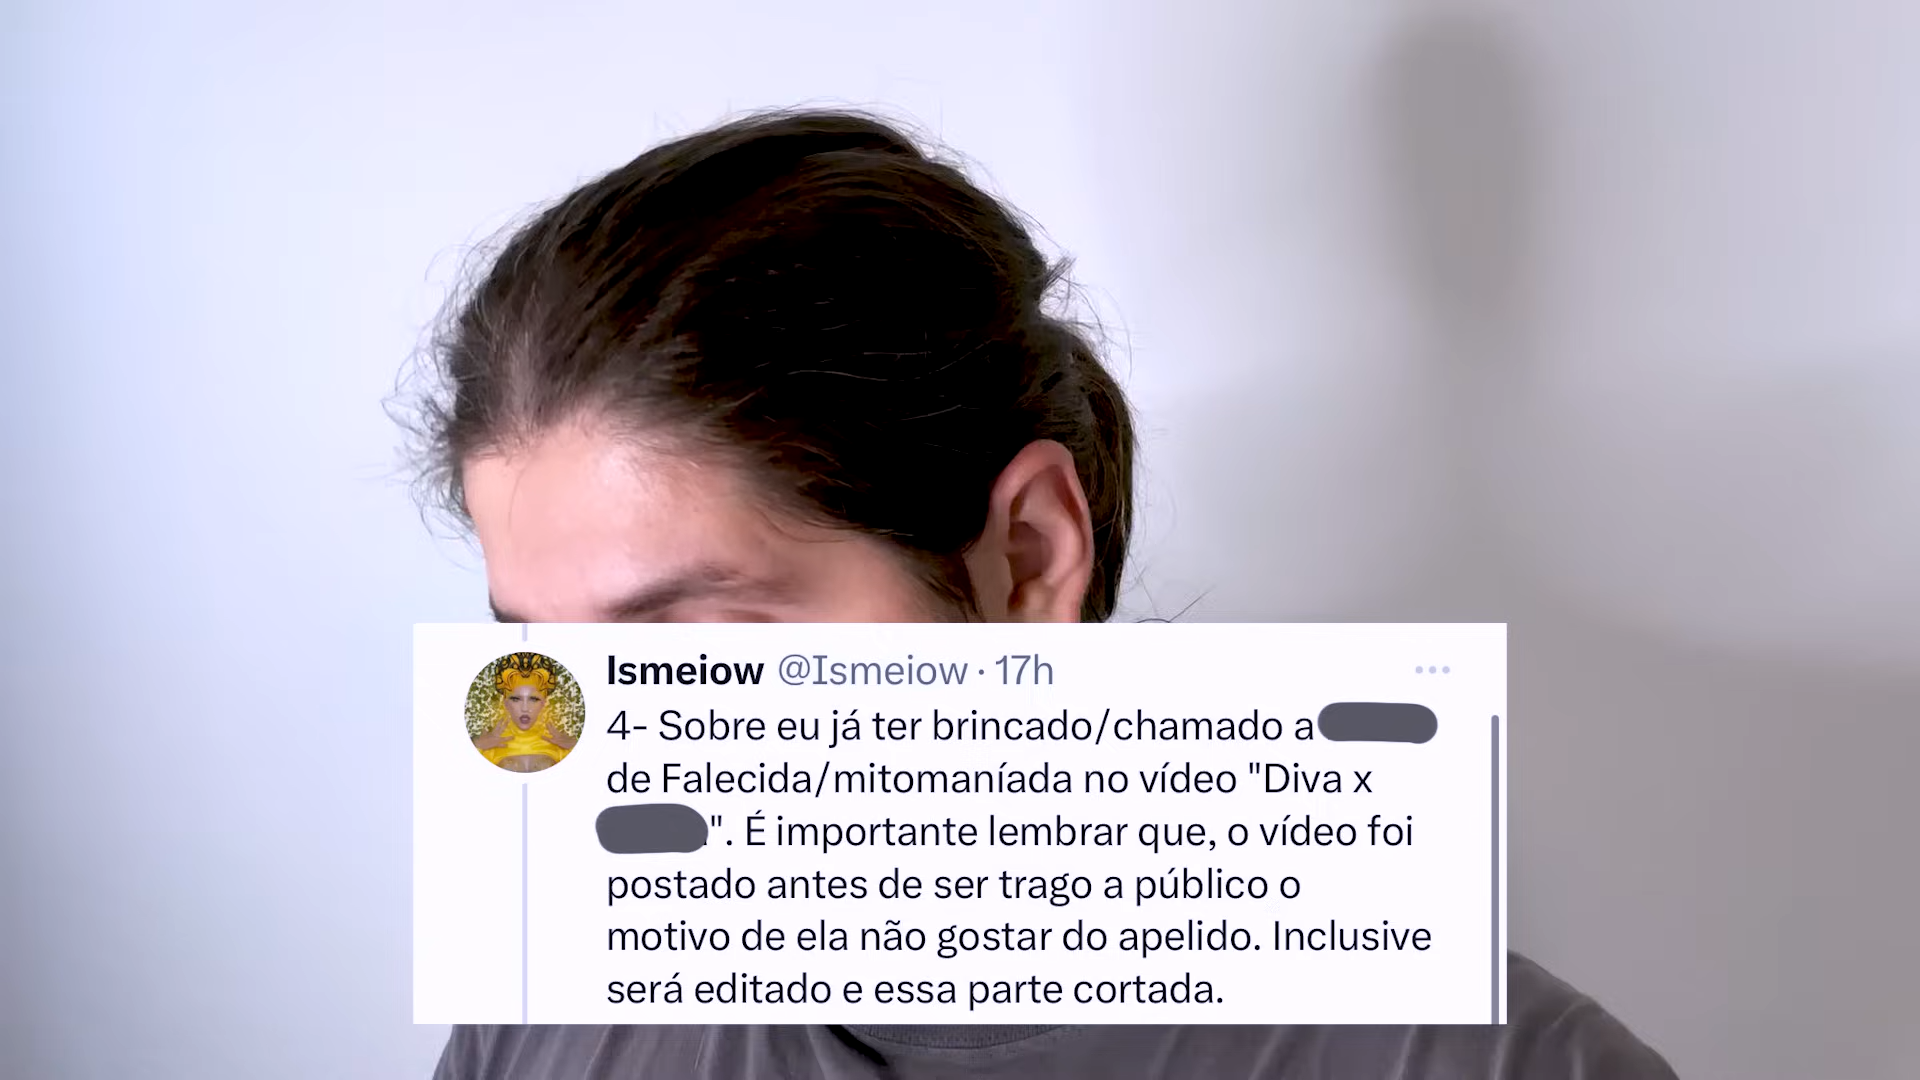 Ismeiow @Ismeiow · 17h
4- Sobre eu já ter brincado/chamado a
de Falecida/mitomaníada no vídeo "Diva x
". É importante lembrar que, o vídeo foi
postado antes de ser trago a público o
motivo de ela não gostar do apelido. Inclusive
será editado e essa parte cortada.